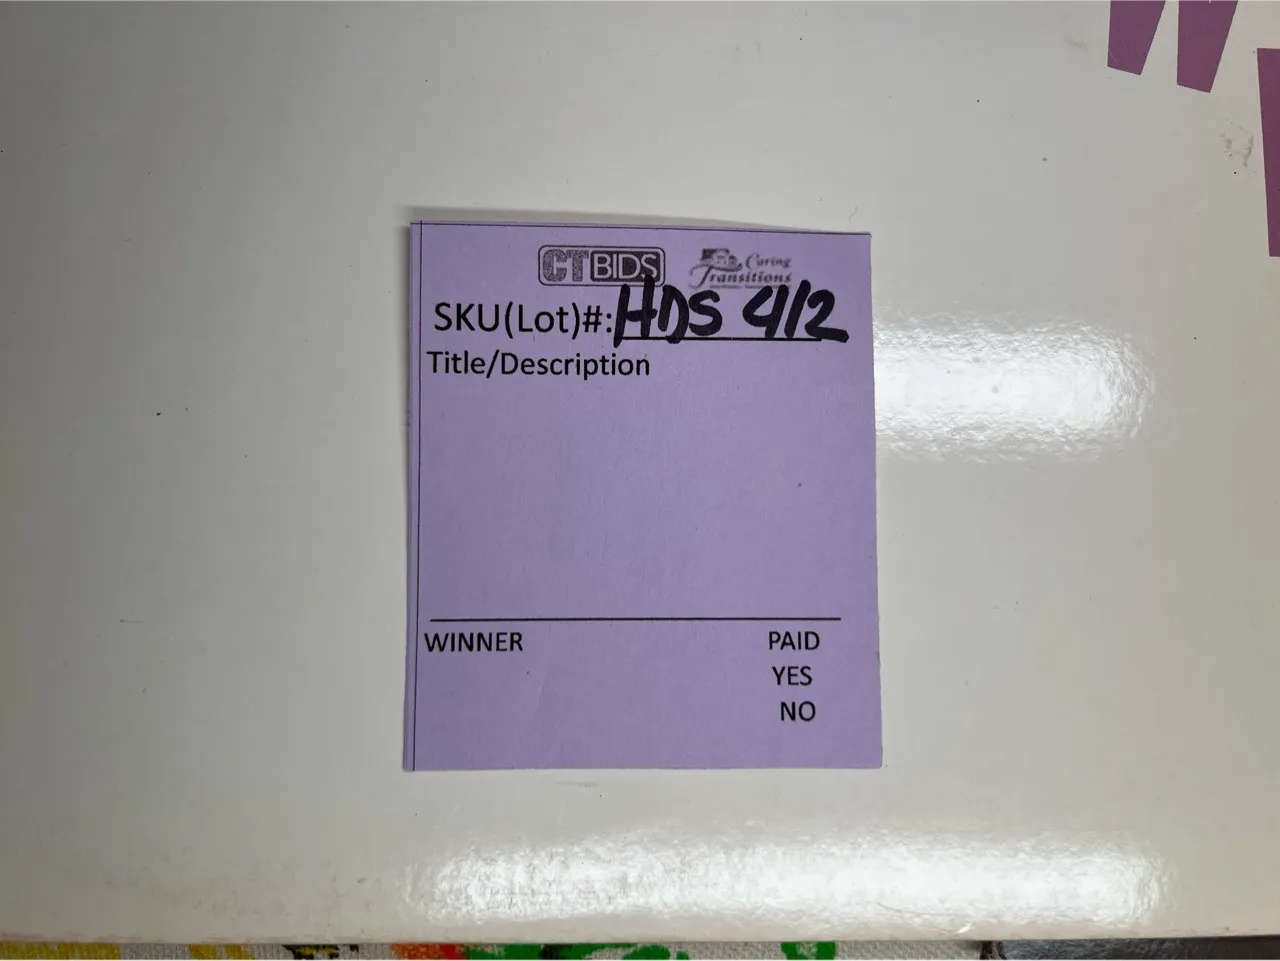 CTBIDS Caring Transitions
SKU(Lot)#: HDS 412
Title/Description
WINNER PAID
YES
NO